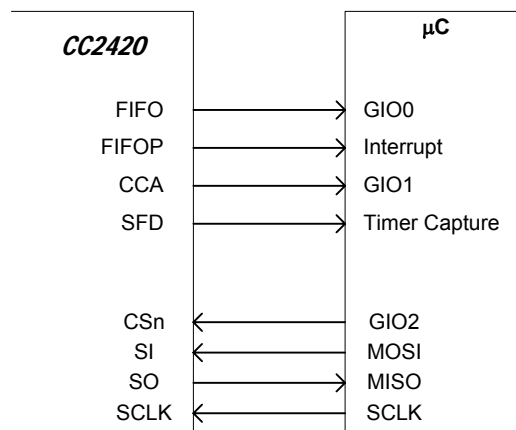 CC2420 µC
FIFO GIO0
FIFOP Interrupt
CCA GIO1
SFD Timer Capture
CSn GIO2
SI MOSI
SO MISO
SCLK SCLK